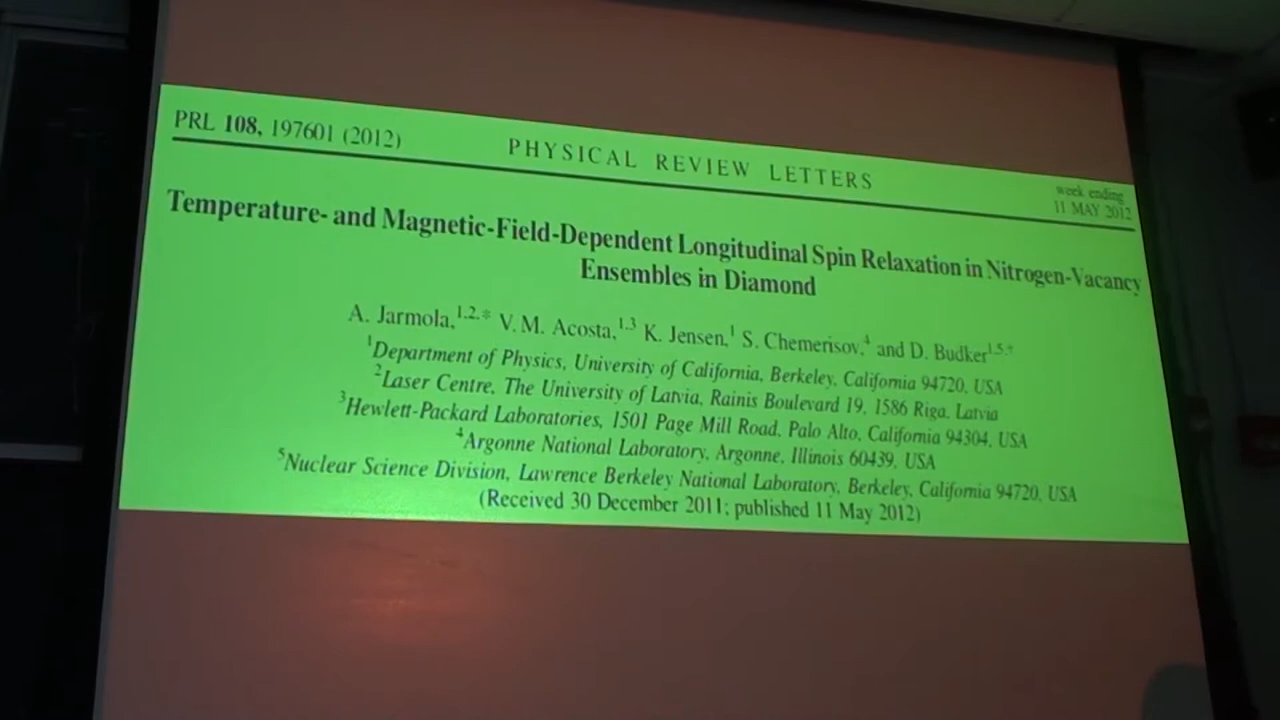 PRL 108, 197601 (2012)
PHYSICAL REVIEW LETTERS
week ending
11 MAY 2012
Temperature- and Magnetic-Field-Dependent Longitudinal Spin Relaxation in Nitrogen-Vacancy
Ensembles in Diamond
A. Jarmola,1,2,* V. M. Acosta,1,3 K. Jensen,1 S. Chemerisov,4 and D. Budker1,5,*
1Department of Physics, University of California, Berkeley, California 94720, USA
2Laser Centre, The University of Latvia, Rainis Boulevard 19, 1586 Riga, Latvia
3Hewlett-Packard Laboratories, 1501 Page Mill Road, Palo Alto, California 94304, USA
4Argonne National Laboratory, Argonne, Illinois 60439, USA
5Nuclear Science Division, Lawrence Berkeley National Laboratory, Berkeley, California 94720, USA
(Received 30 December 2011; published 11 May 2012)